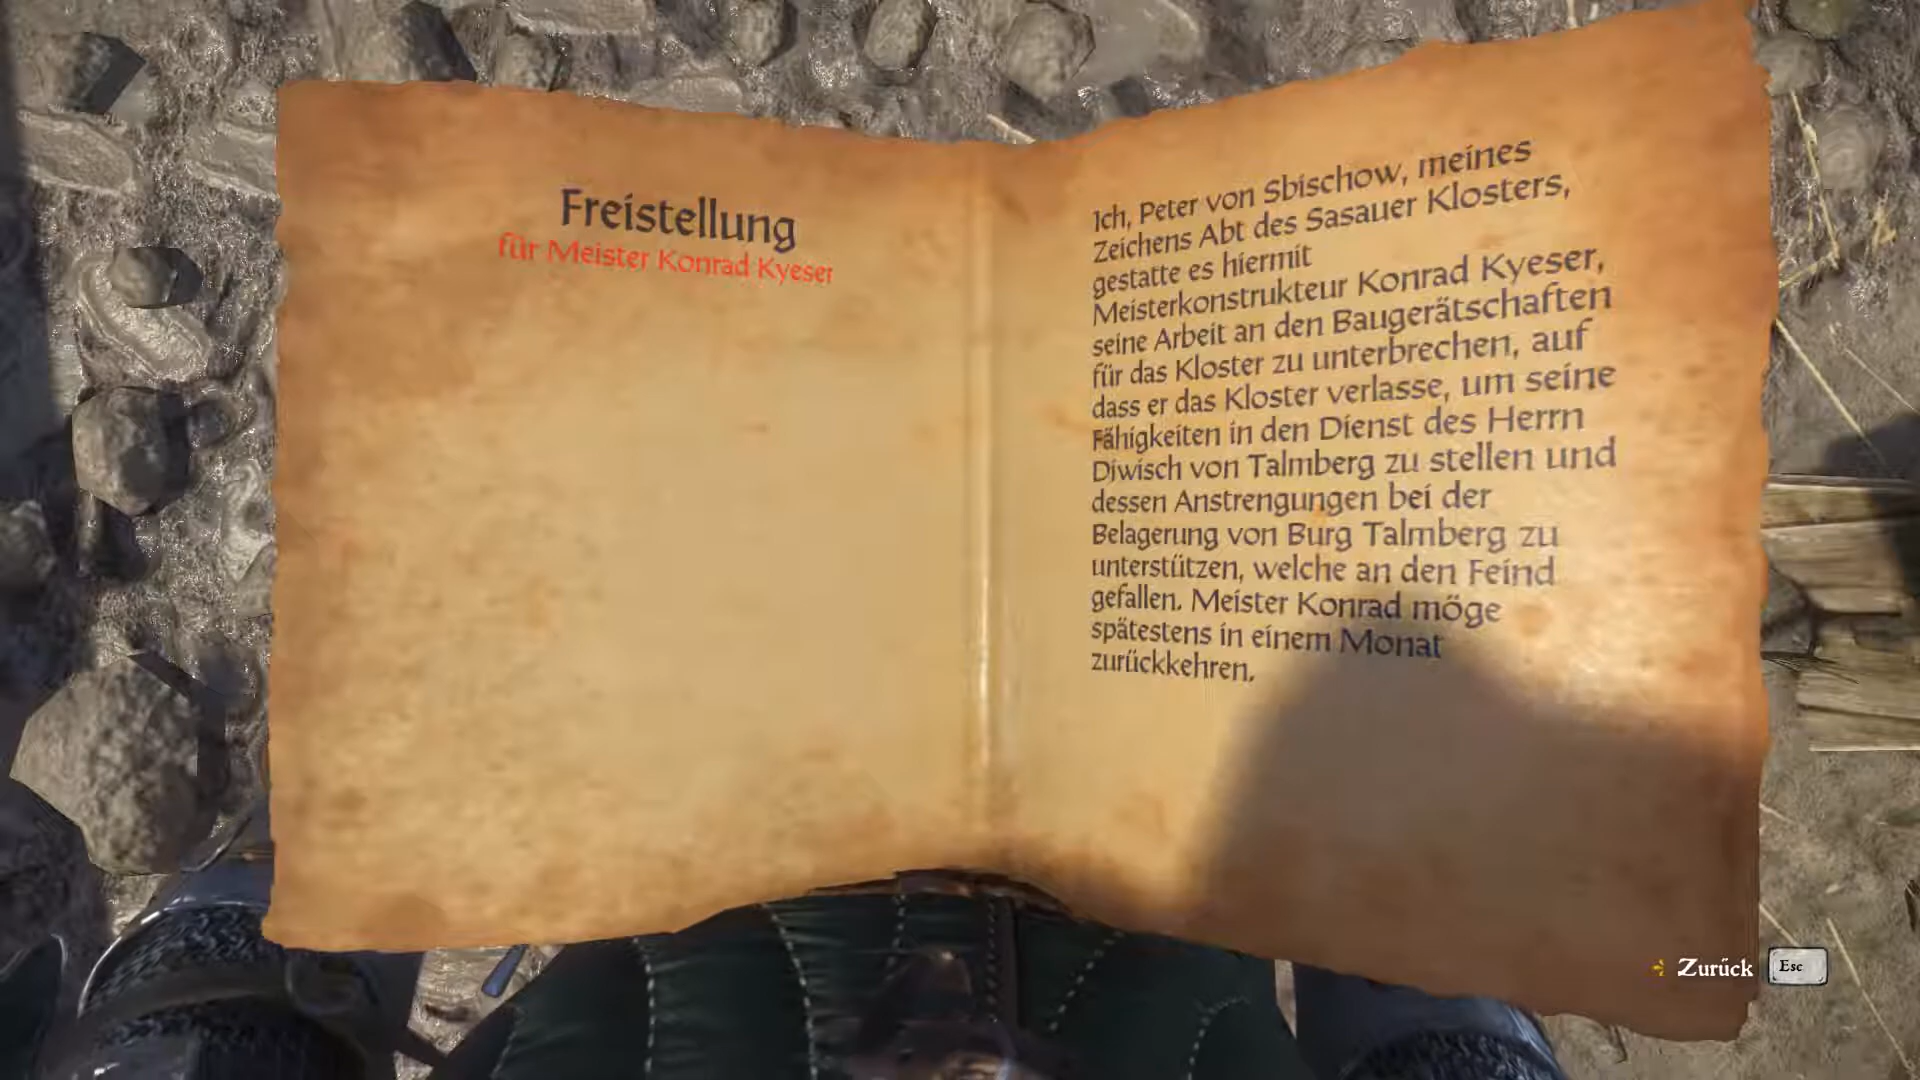 Freistellung
für Meister Konrad Kyeser
Ich, Peter von Sbischow, meines
Zeichens Abt des Sasauer Klosters,
gestatte es hiermit
Meisterkonstrukteur Konrad Kyeser,
seine Arbeit an den Baugerätschaften
für das Kloster zu unterbrechen, auf
dass er das Kloster verlasse, um seine
Fähigkeiten in den Dienst des Herrn
Diwisch von Talmberg zu stellen und
dessen Anstrengungen bei der
Belagerung von Burg Talmberg zu
unterstützen, welche an den Feind
gefallen. Meister Konrad möge
spätestens in einem Monat
zurückkehren.
Zurück Esc